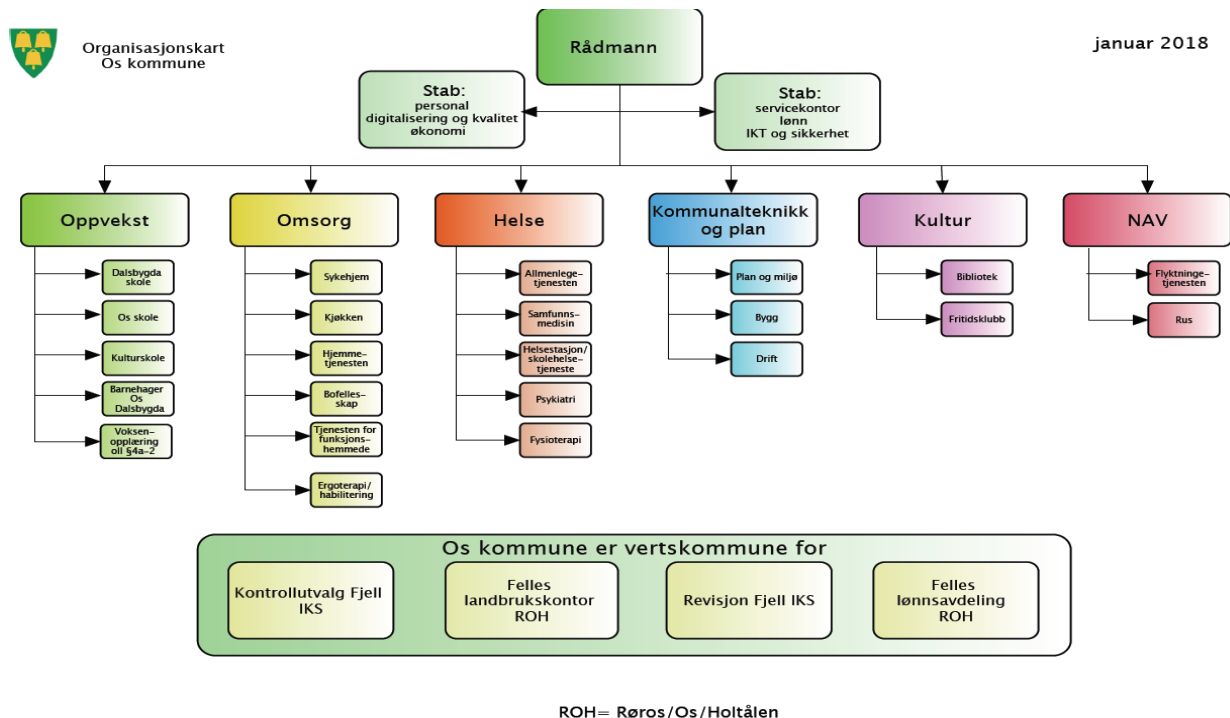 Organisasjonskart
Os kommune
Rådmann
januar 2018
Stab:
personal
digitalisering og kvalitet
økonomi
Stab:
servicekontor
lønn
IKT og sikkerhet
Oppvekst
Dalsbygda
skole
Os skole
Kulturskole
Barnehager
Os
Dalsbygda
Voksen-
opplæring
oll §4a-2
Omsorg
Sykehjem
Kjøkken
Hjemme-
tjenesten
Bofelles-
skap
Tjenesten for
funksjons-
hemmede
Ergoterapi/
habilitering
Helse
Allmenlege-
tjenesten
Samfunns-
medisin
Helsestasjon/
skolehelse-
tjeneste
Psykiatri
Fysioterapi
Kommunalteknikk
og plan
Plan og miljø
Bygg
Drift
Kultur
Bibliotek
Fritidsklubb
NAV
Flyktninge-
tjenesten
Rus
Os kommune er vertskommune for
Kontrollutvalg Fjell
IKS
Felles
landbrukskontor
ROH
Revisjon Fjell IKS
Felles
lønnsavdeling
ROH
ROH= Røros/Os/Holtålen